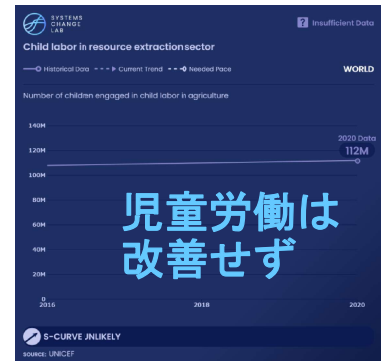 SYSTEMS
CHANGE
LAB
? Insufficient Data
Child labor in resource extraction sector
Historical Data Current Trend Needed Pace
WORLD
Number of children engaged in child labor in agriculture
140M
2020 Data
120M
112M
100M
80M
60M
40M
20M
0
2016 2018 2020
児童労働は
改善せず
S-CURVE UNLIKELY
SOURCE: UNICEF